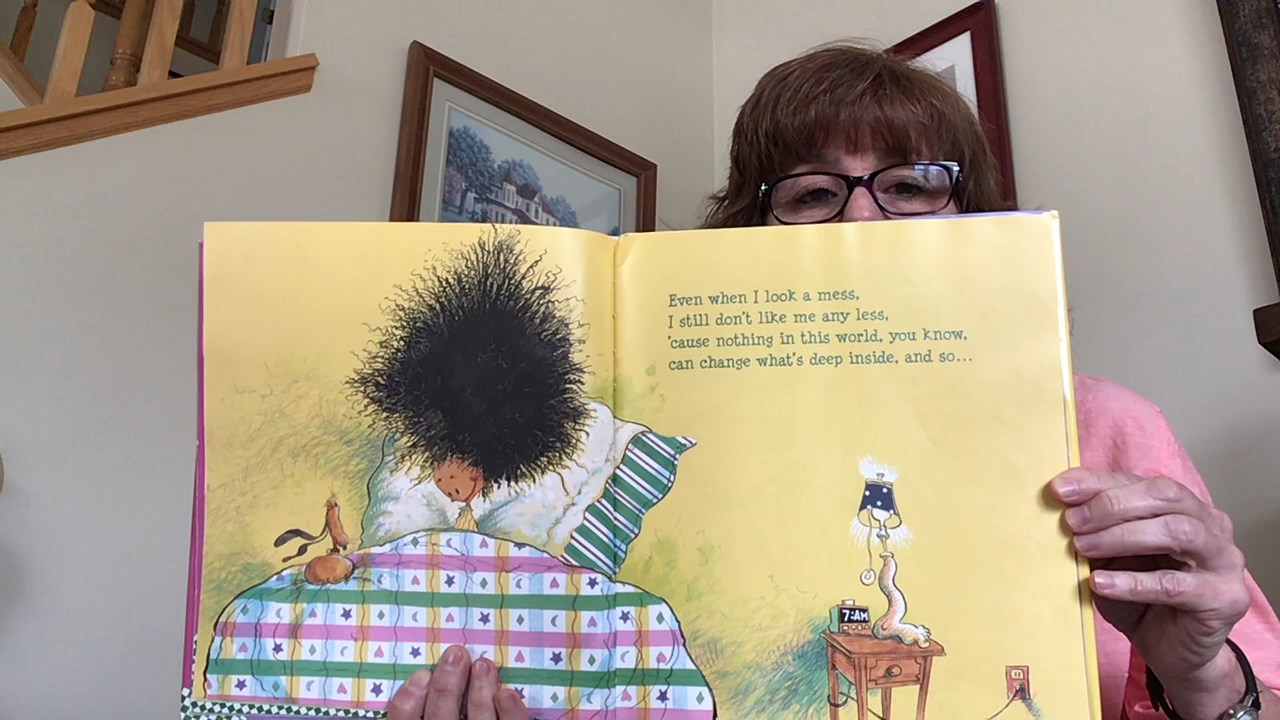 Even when I look a mess,
I still don't like me any less,
'cause nothing in this world, you know,
can change what's deep inside, and so...
7:AM